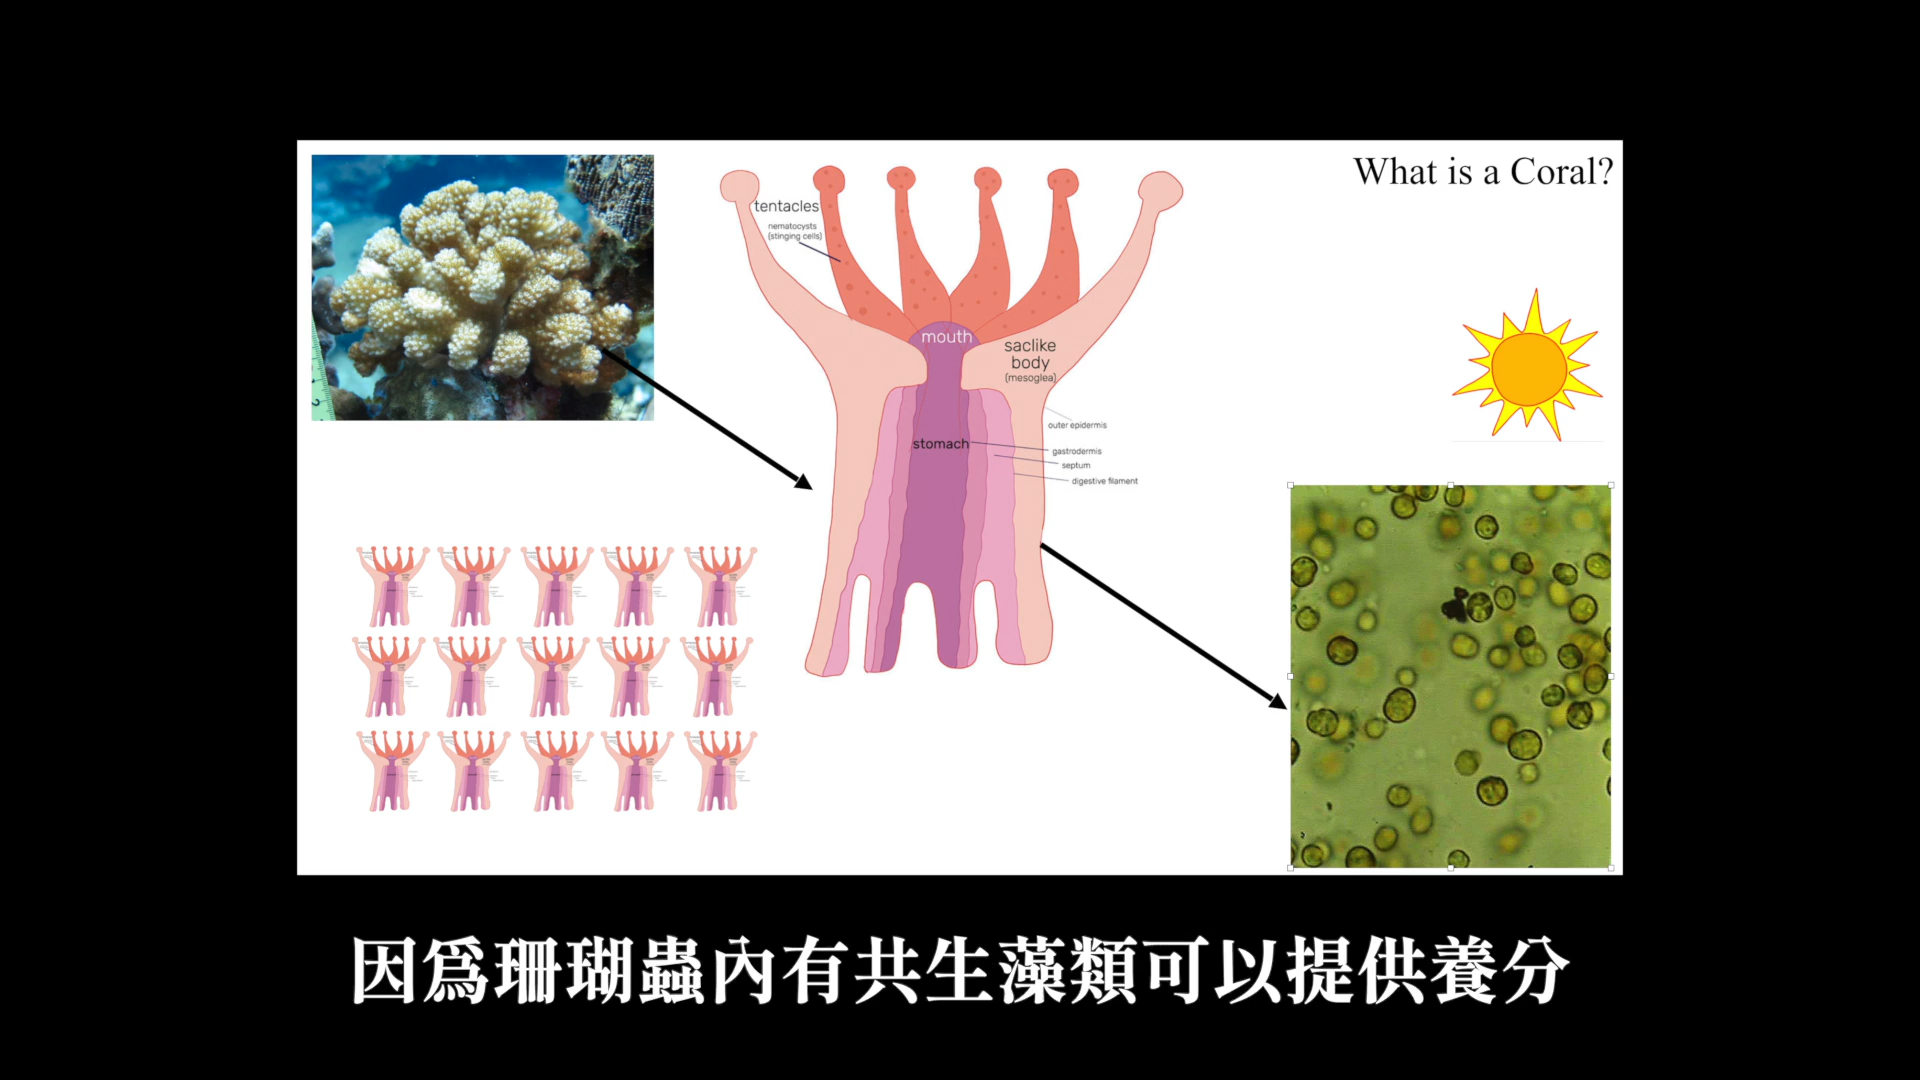 What is a Coral?
tentacles
nematocysts
(stinging cells)
mouth
saclike
body
(mesoglea)
outer epidermis
stomach
gastrodermis
septum
digestive filament
因爲珊瑚蟲內有共生藻類可以提供養分